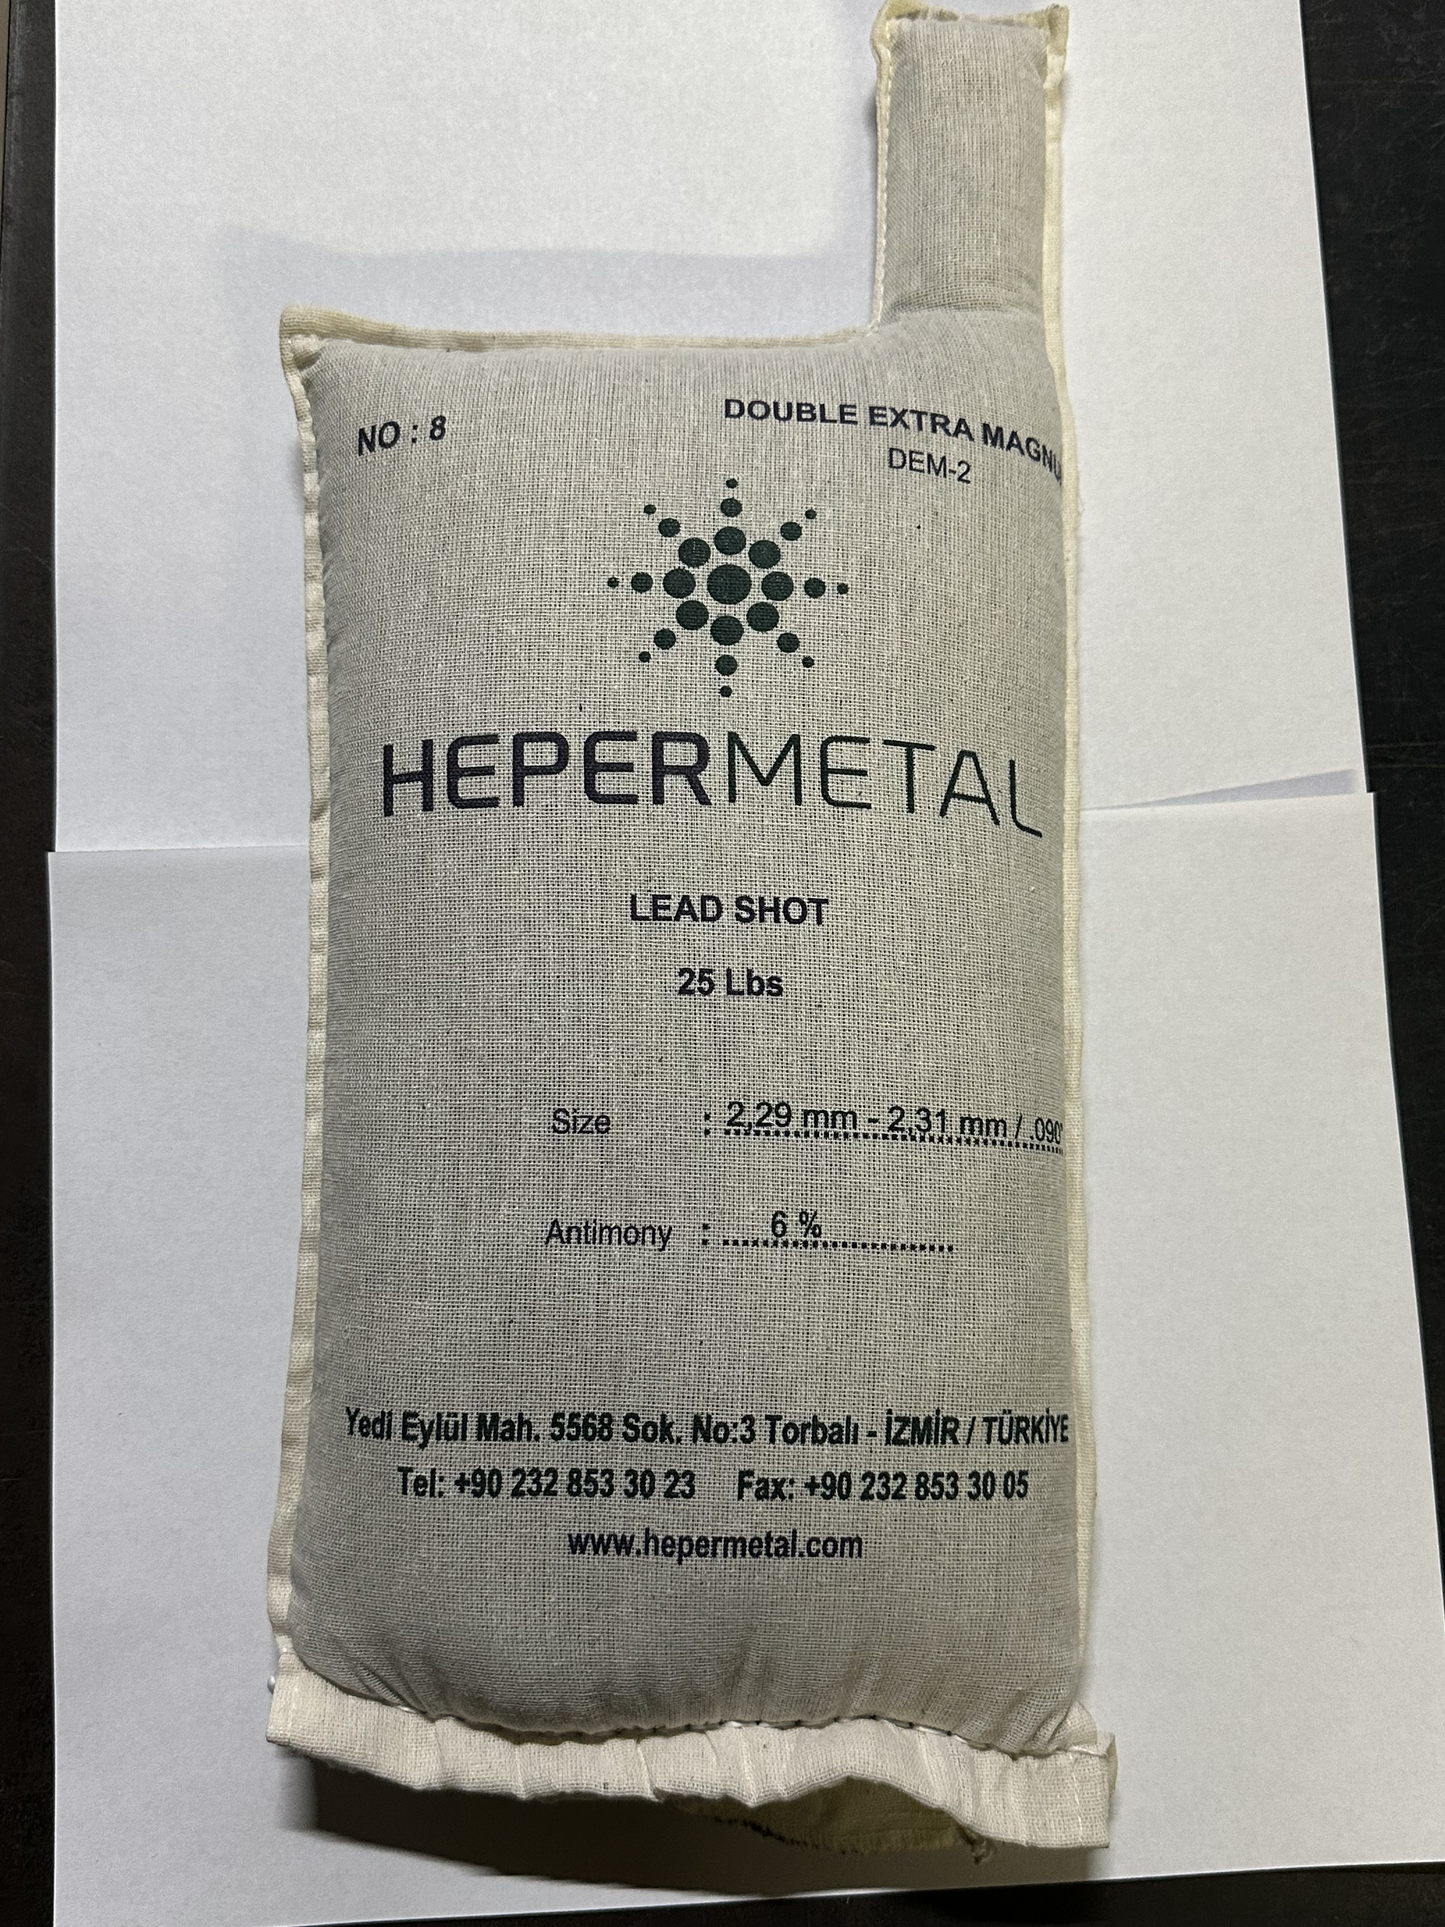 NO : 8
DOUBLE EXTRA
DEM-2
HEPERMETAL
LEAD SHOT
25 Lbs
Size : 2,29 mm - 2,31 mm / .090"
Antimony : 6 %
Yedi Eylül Mah. 5568 Sok. No:3 Torbalı - İZMİR / TÜRKİYE
Tel: +90 232 853 30 23 Fax: +90 232 853 30 05
www.hepermetal.com